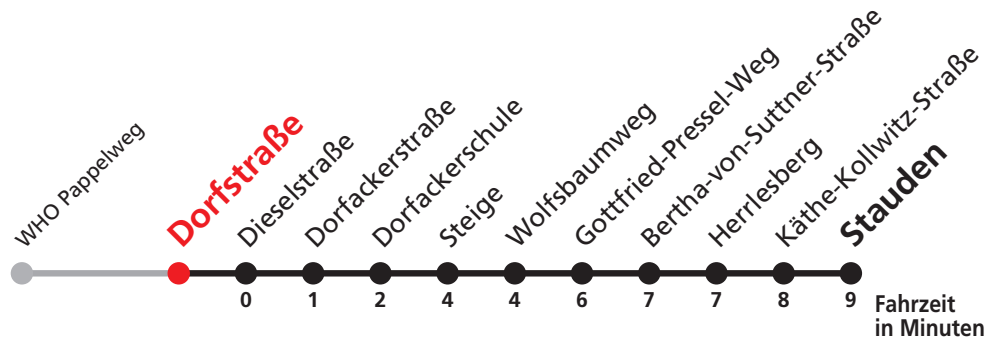 WHO Pappelweg
Dorfstraße
Dieselstraße
Dorfackerstraße
Dorfackerschule
Steige
Wolfsbaumweg
Gottfried-Pressel-Weg
Bertha-von-Suttner-Straße
Herrlesberg
Käthe-Kollwitz-Straße
Stauden
0 1 2 4 4 6 7 7 8 9
Fahrzeit
in Minuten